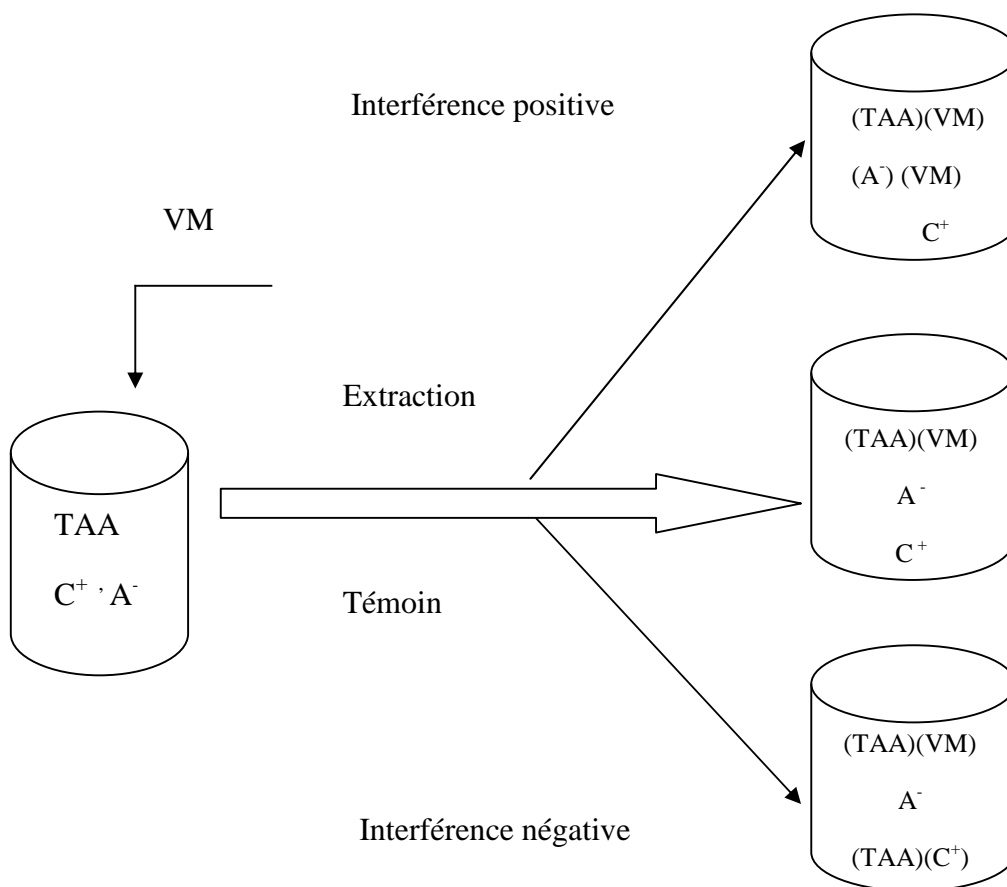 Interférence positive
(TAA)(VM)
(A⁻) (VM)
C⁺
VM
Extraction
(TAA)(VM)
A⁻
C⁺
TAA
C⁺ , A⁻
Témoin
(TAA)(VM)
A⁻
(TAA)(C⁺)
Interférence négative